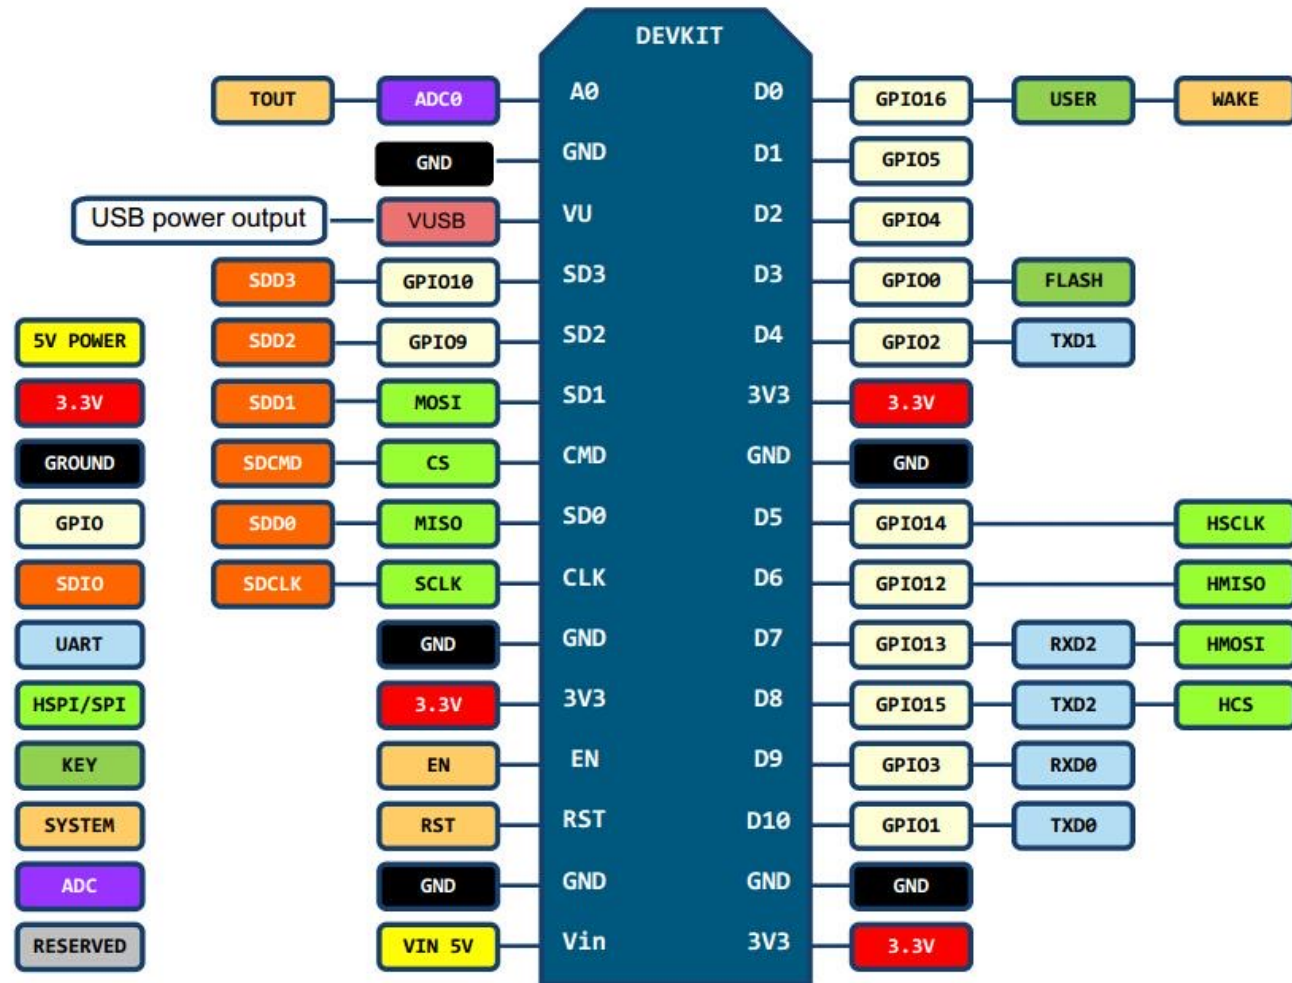 DEVKIT
TOUT ADC0 A0 D0 GPIO16 USER WAKE
GND GND D1 GPIO5
USB power output VUSB VU D2 GPIO4
SDD3 GPIO10 SD3 D3 GPIO0 FLASH
5V POWER SDD2 GPIO9 SD2 D4 GPIO2 TXD1
3.3V SDD1 MOSI SD1 3V3 3.3V
GROUND SDCMD CS CMD GND GND
GPIO SDD0 MISO SD0 D5 GPIO14 HSCLK
SDIO SDCLK SCLK CLK D6 GPIO12 HMISO
UART GND GND D7 GPIO13 RXD2 HMOSI
HSPI/SPI 3.3V 3V3 D8 GPIO15 TXD2 HCS
KEY EN EN D9 GPIO3 RXD0
SYSTEM RST RST D10 GPIO1 TXD0
ADC GND GND GND GND
RESERVED VIN 5V Vin 3V3 3.3V